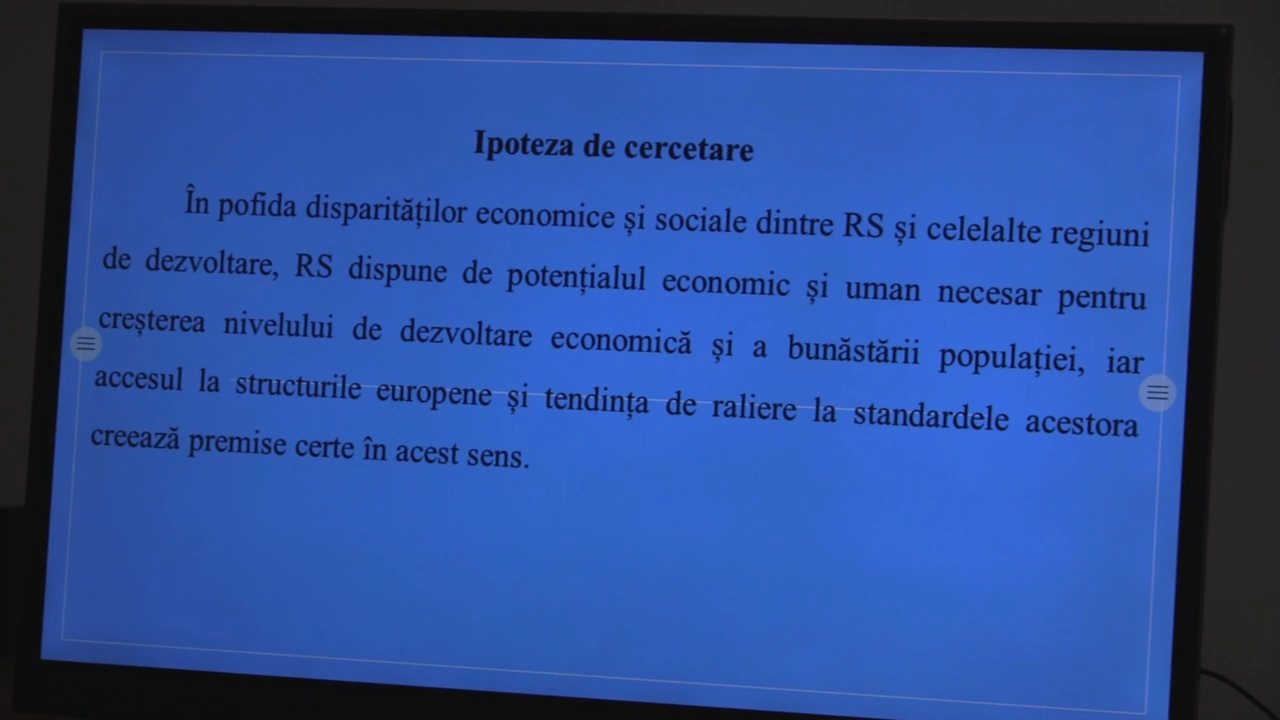 Ipoteza de cercetare
În pofida disparităților economice și sociale dintre RS și celelalte regiuni
de dezvoltare, RS dispune de potențialul economic și uman necesar pentru
creșterea nivelului de dezvoltare economică și a bunăstării populației, iar
accesul la structurile europene și tendința de raliere la standardele acestora
creează premise certe în acest sens.